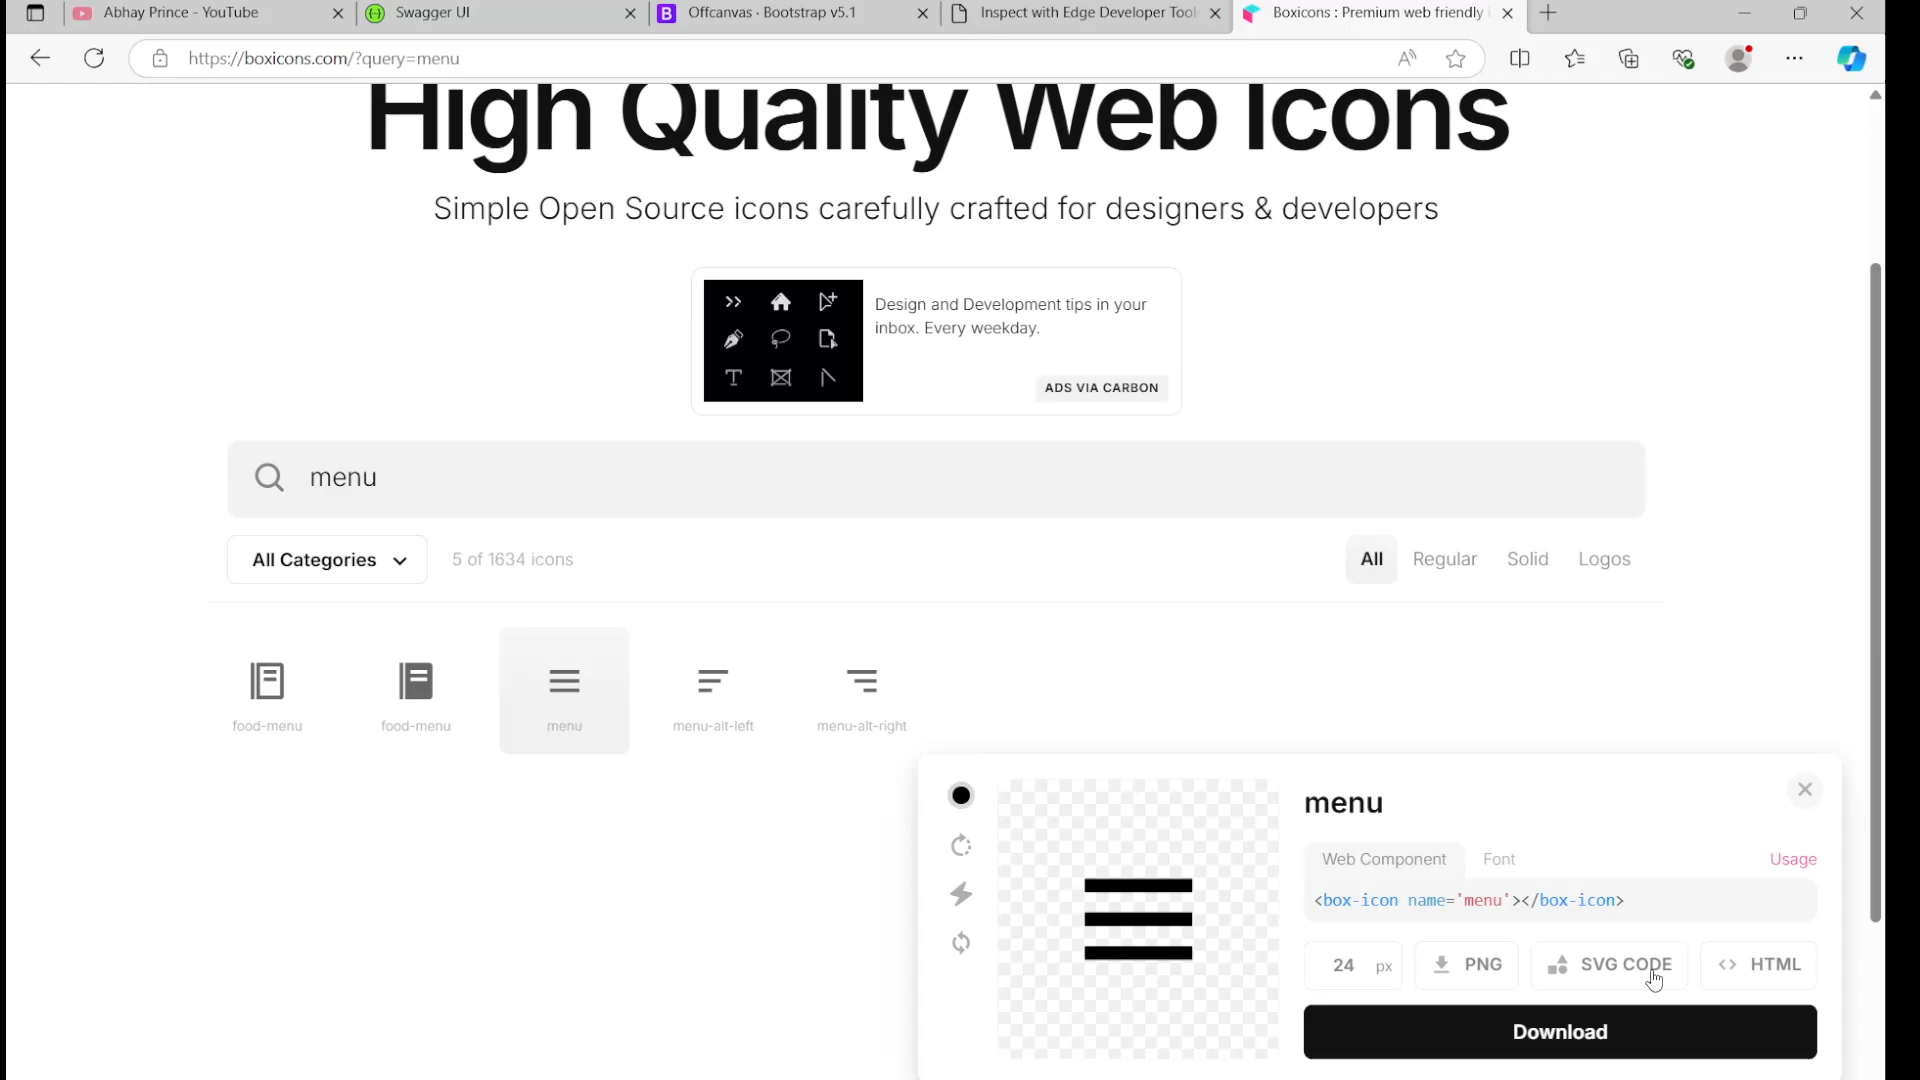 Abhay Prince - YouTube
Swagger UI
Offcanvas · Bootstrap v5.1
Inspect with Edge Developer Tool
Boxicons : Premium web friendly
https://boxicons.com/?query=menu
High Quality Web Icons
Simple Open Source icons carefully crafted for designers & developers
Design and Development tips in your
inbox. Every weekday.
ADS VIA CARBON
menu
All Categories
5 of 1634 icons
All
Regular
Solid
Logos
food-menu
food-menu
menu
menu-alt-left
menu-alt-right
menu
Web Component
Font
Usage
<box-icon name='menu'></box-icon>
24 px
PNG
SVG CODE
HTML
Download